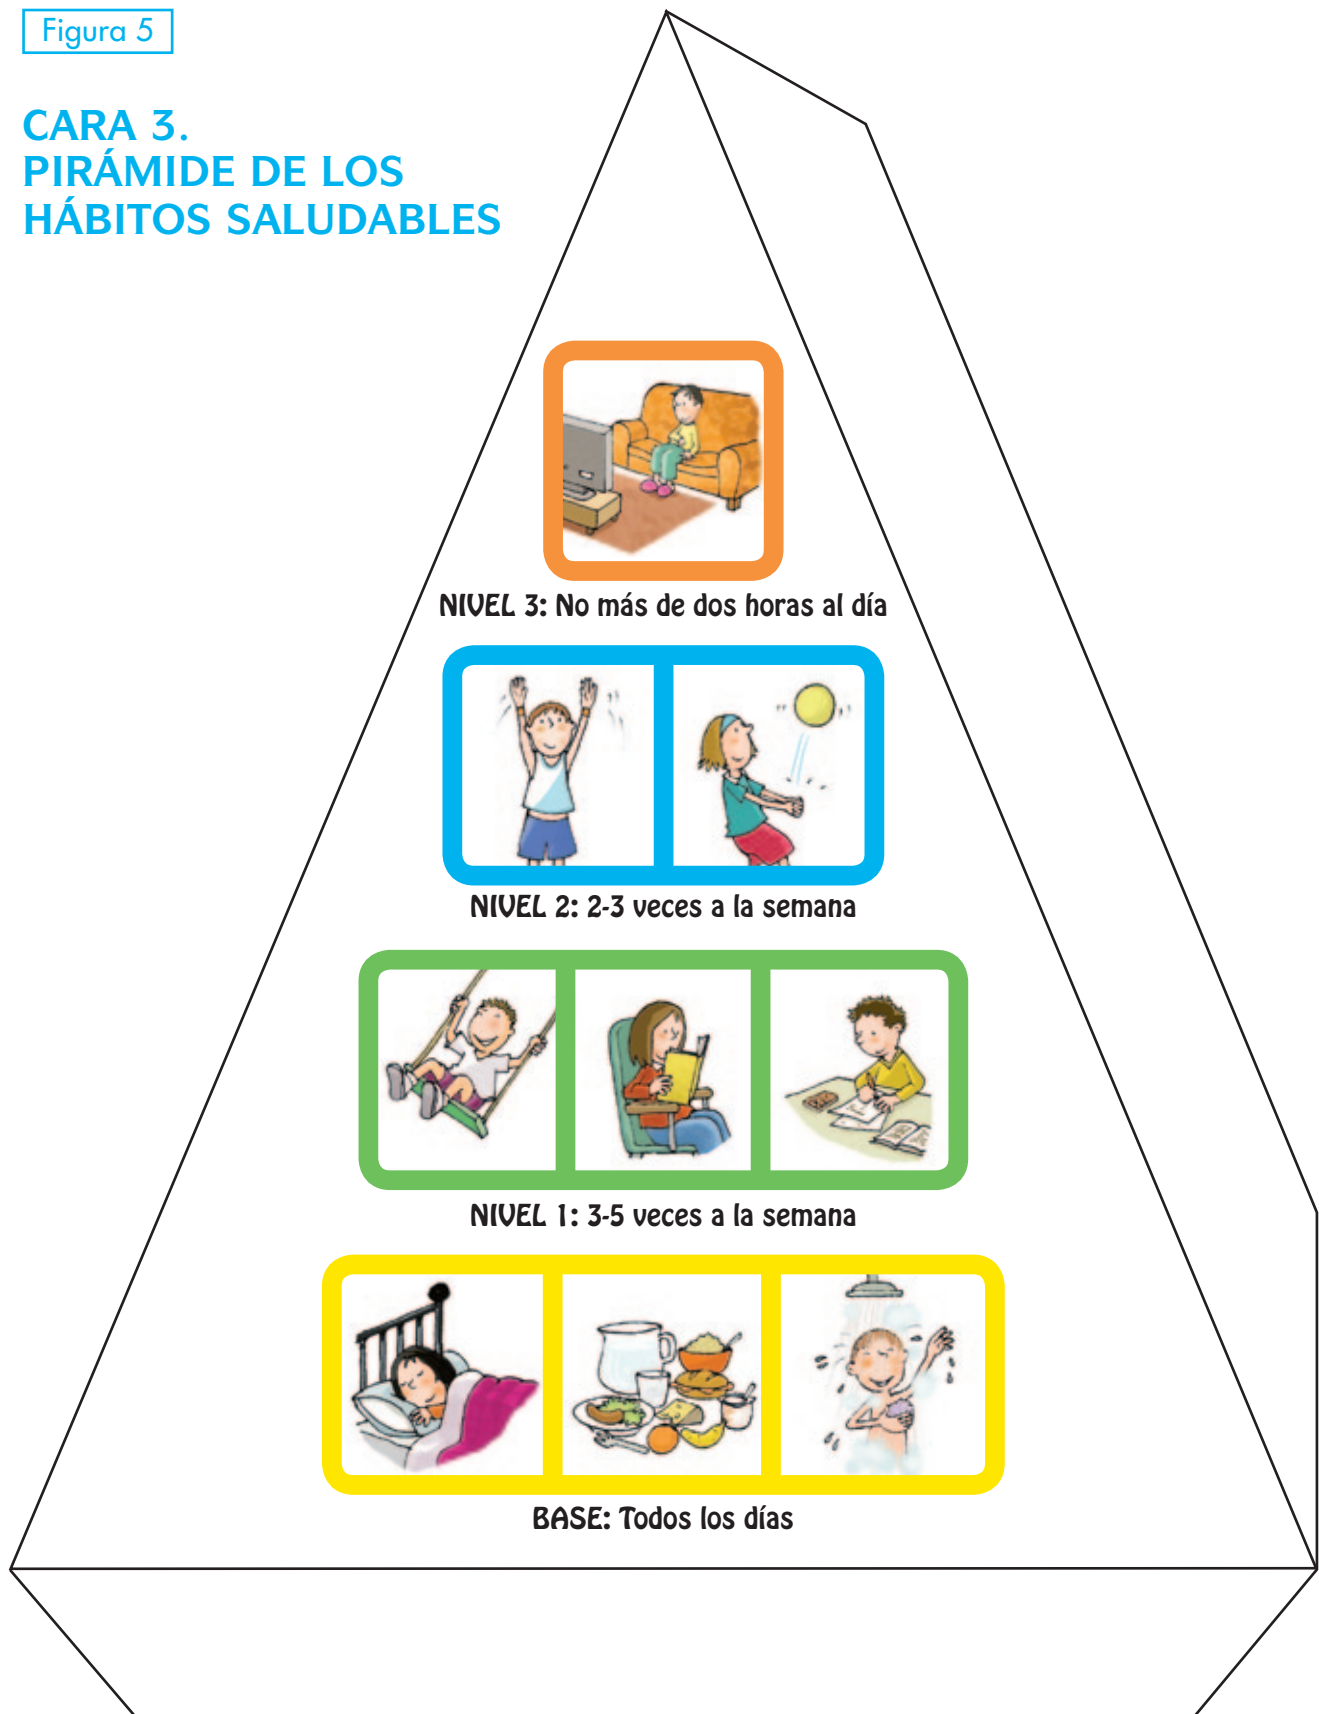 Figura 5
CARA 3.
PIRÁMIDE DE LOS
HÁBITOS SALUDABLES
NIVEL 3: No más de dos horas al día
NIVEL 2: 2-3 veces a la semana
NIVEL 1: 3-5 veces a la semana
BASE: Todos los días